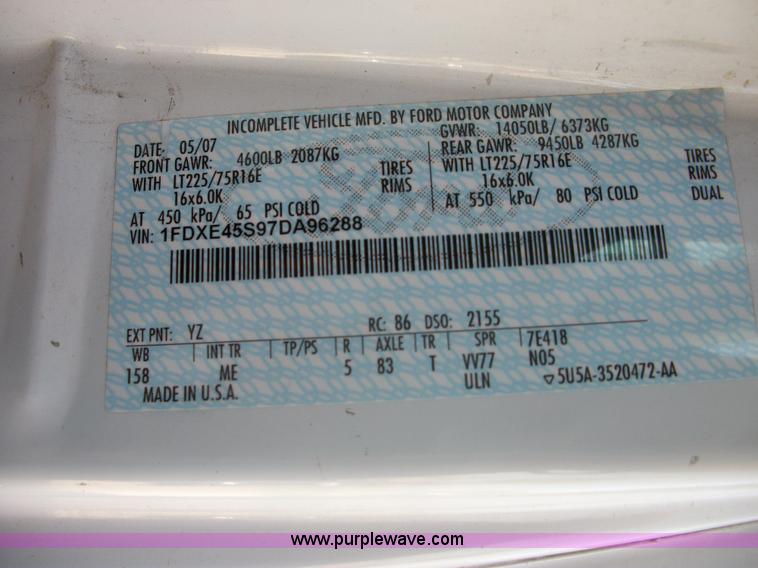 INCOMPLETE VEHICLE MFD. BY FORD MOTOR COMPANY
DATE: 05/07 GVWR: 14050LB/ 6373KG
FRONT GAWR: 4600LB 2087KG REAR GAWR: 9450LB 4287KG
WITH LT225/75R16E TIRES WITH LT225/75R16E TIRES
16x6.0K RIMS 16x6.0K RIMS
AT 450 kPa/ 65 PSI COLD AT 550 kPa/ 80 PSI COLD DUAL
VIN: 1FDXE45S97DA96288
EXT PNT: YZ RC: 86 DSO: 2155
WB INT TR TP/PS R AXLE TR SPR 7E418
158 ME 5 83 T VV77 N05
MADE IN U.S.A. ULN 5U5A-3520472-AA
www.purplewave.com